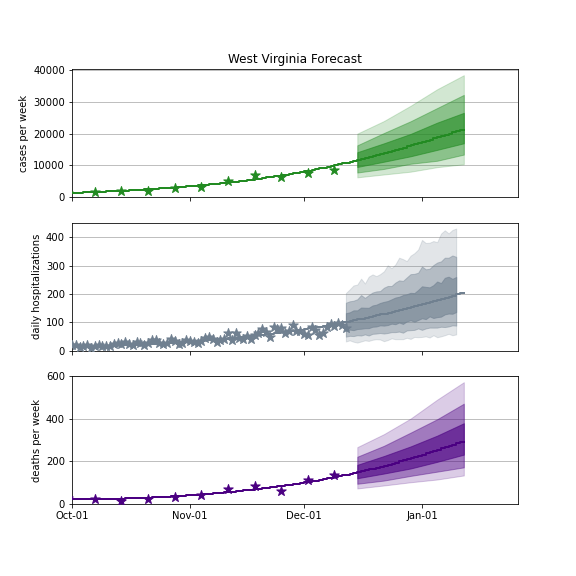 West Virginia Forecast
40000
30000
20000
10000
0
cases per week
400
300
200
100
0
daily hospitalizations
600
400
200
0
deaths per week
Oct-01 Nov-01 Dec-01 Jan-01